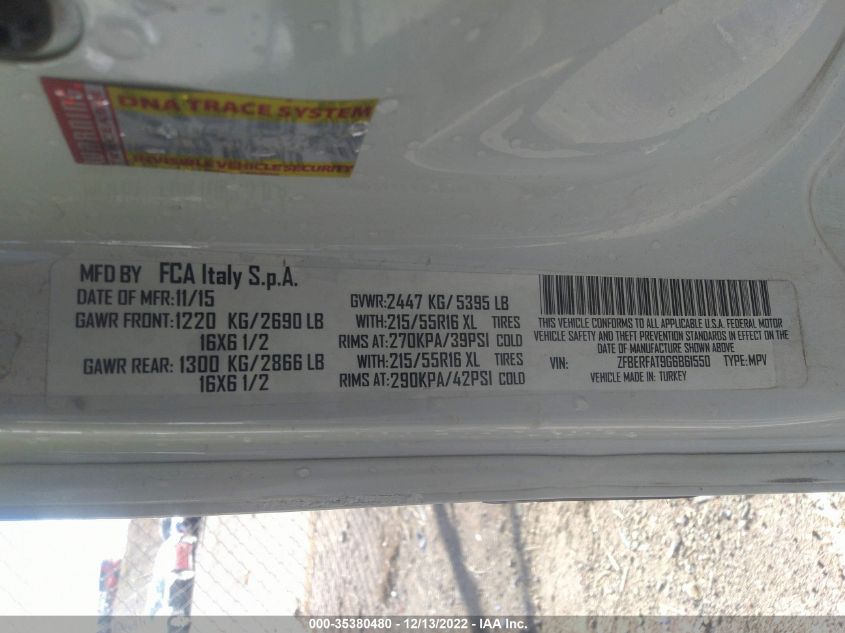 DNA TRACE SYSTEM
INVISIBLE VEHICLE SECURITY
MFD BY FCA Italy S.p.A.
DATE OF MFR: 11/15
GAWR FRONT: 1220 KG/2690 LB
16X6 1/2
GAWR REAR: 1300 KG/2866 LB
16X6 1/2
GVWR: 2447 KG/ 5395 LB
WITH: 215/55R16 XL TIRES
RIMS AT: 270KPA/39PSI COLD
WITH: 215/55R16 XL TIRES
RIMS AT: 290KPA/42PSI COLD
THIS VEHICLE CONFORMS TO ALL APPLICABLE U.S.A. FEDERAL MOTOR
VEHICLE SAFETY AND THEFT PREVENTION STANDARDS IN EFFECT ON THE
DATE OF MANUFACTURE SHOWN ABOVE
VIN: ZFBERFAT9G6B61550 TYPE: MPV
VEHICLE MADE IN: TURKEY
000-35380480 - 12/13/2022 - IAA Inc.